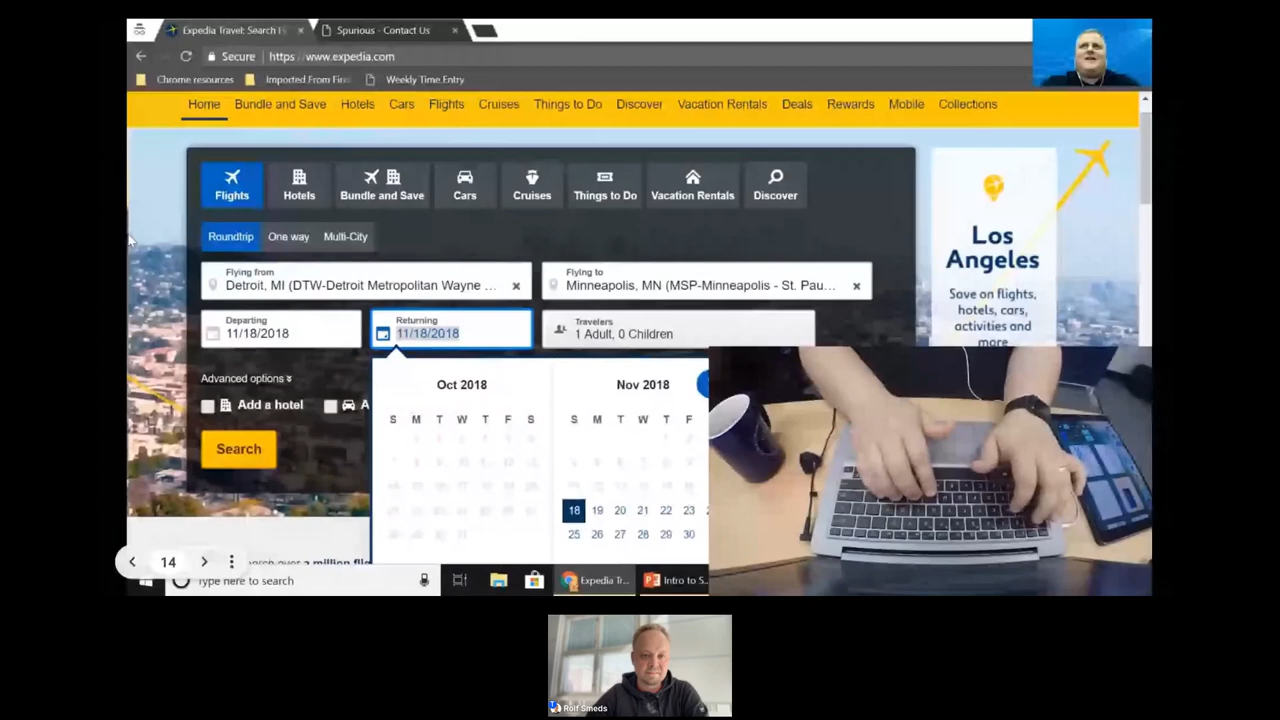 Expedia Travel: Search
Spurious - Contact Us
Secure
https://www.expedia.com
Chrome resources
Imported From
Weekly Time Entry
Home Bundle and Save Hotels Cars Flights Cruises Things to Do Discover Vacation Rentals Deals Rewards Mobile Collections
Flights Hotels Bundle and Save Cars Cruises Things to Do Vacation Rentals Discover
Roundtrip One way Multi-City
Los
Angeles
Save on flights,
hotels, cars,
activities and
more
Flying from
Detroit, MI (DTW-Detroit Metropolitan Wayne ...
Flying to
Minneapolis, MN (MSP-Minneapolis - St. Pau...
Departing
11/18/2018
Returning
11/18/2018
Travelers
1 Adult, 0 Children
Advanced options
Add a hotel A
Search
Oct 2018 Nov 2018
S M T W T F S S M T W T F
18 19 20 21 22 23
25 26 27 28 29 30
14
search over a million
Type here to search
Expedia Tr...
Intro to S...
Rolf Smeds